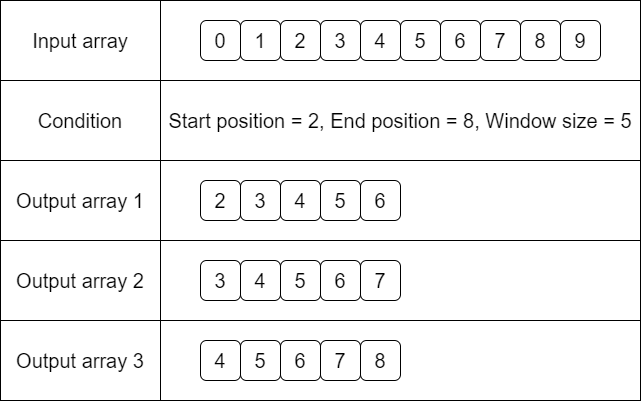 Input array 0 1 2 3 4 5 6 7 8 9
Condition Start position = 2, End position = 8, Window size = 5
Output array 1 2 3 4 5 6
Output array 2 3 4 5 6 7
Output array 3 4 5 6 7 8